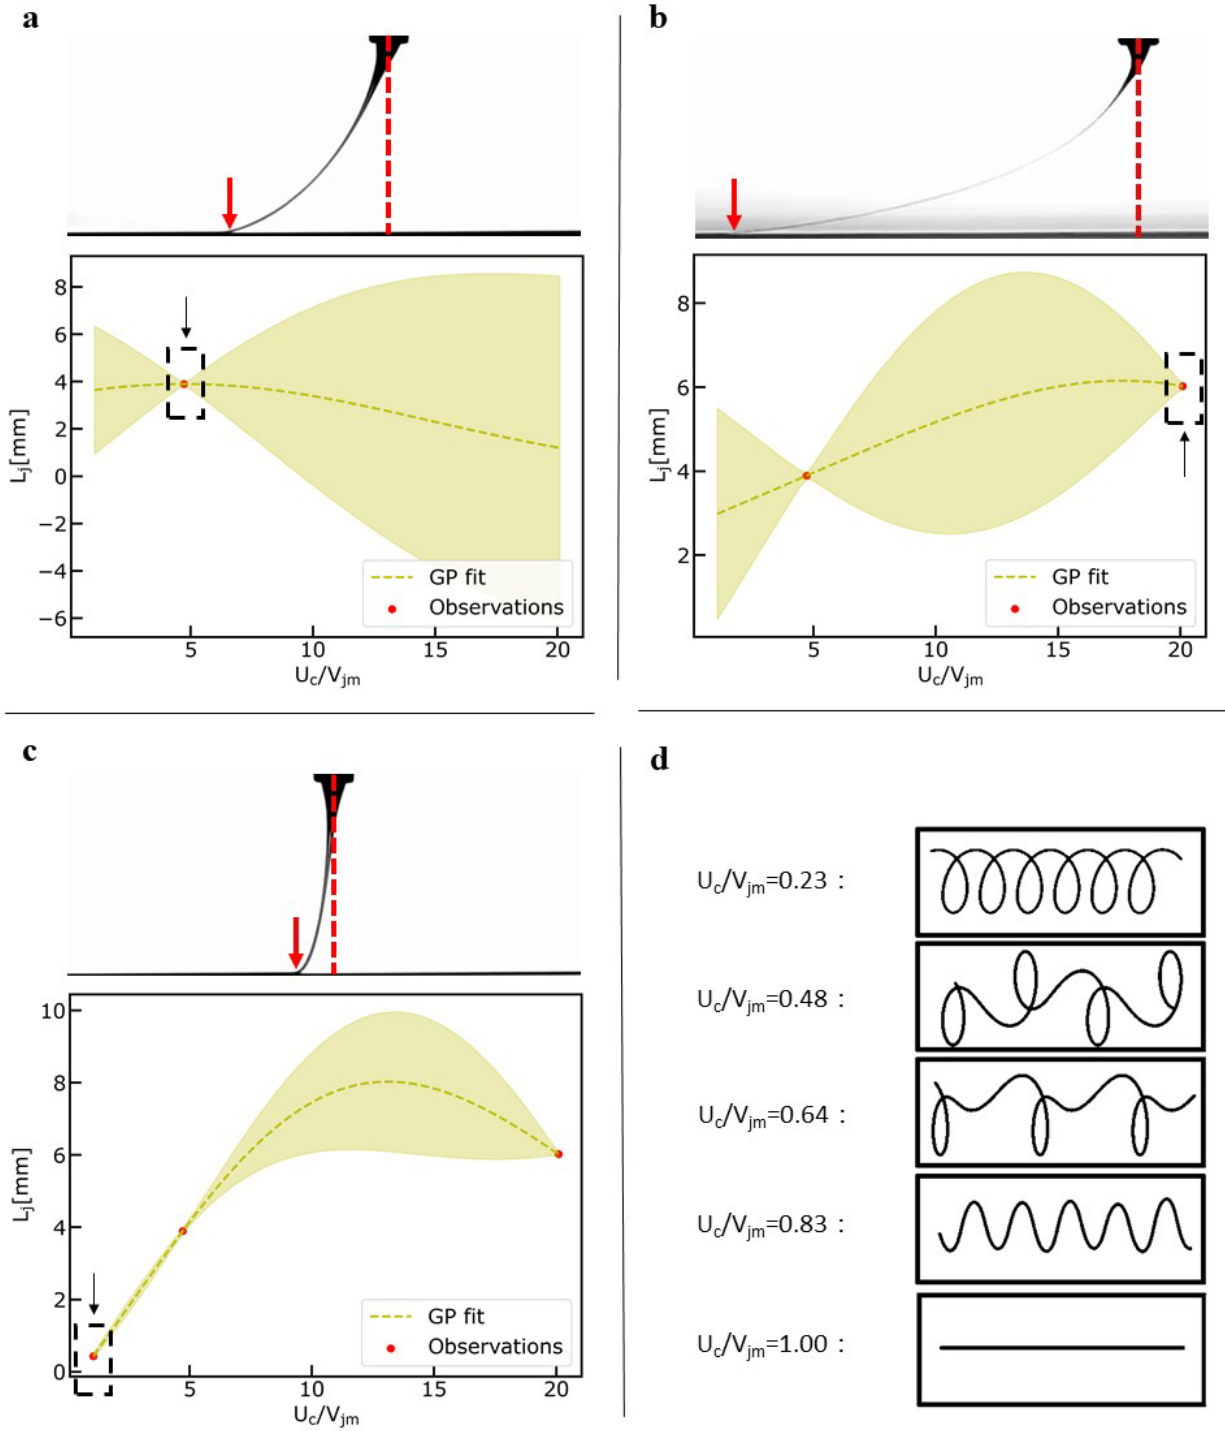 a
8
6
4
2
0
−2
−4
−6
L_j[mm]
GP fit
Observations
5
10
15
20
U_c/V_jm
b
8
6
4
2
L_j[mm]
GP fit
Observations
5
10
15
20
U_c/V_jm
c
10
8
6
4
2
0
L_j[mm]
GP fit
Observations
5
10
15
20
U_c/V_jm
d
U_c/V_jm=0.23 :
U_c/V_jm=0.48 :
U_c/V_jm=0.64 :
U_c/V_jm=0.83 :
U_c/V_jm=1.00 :